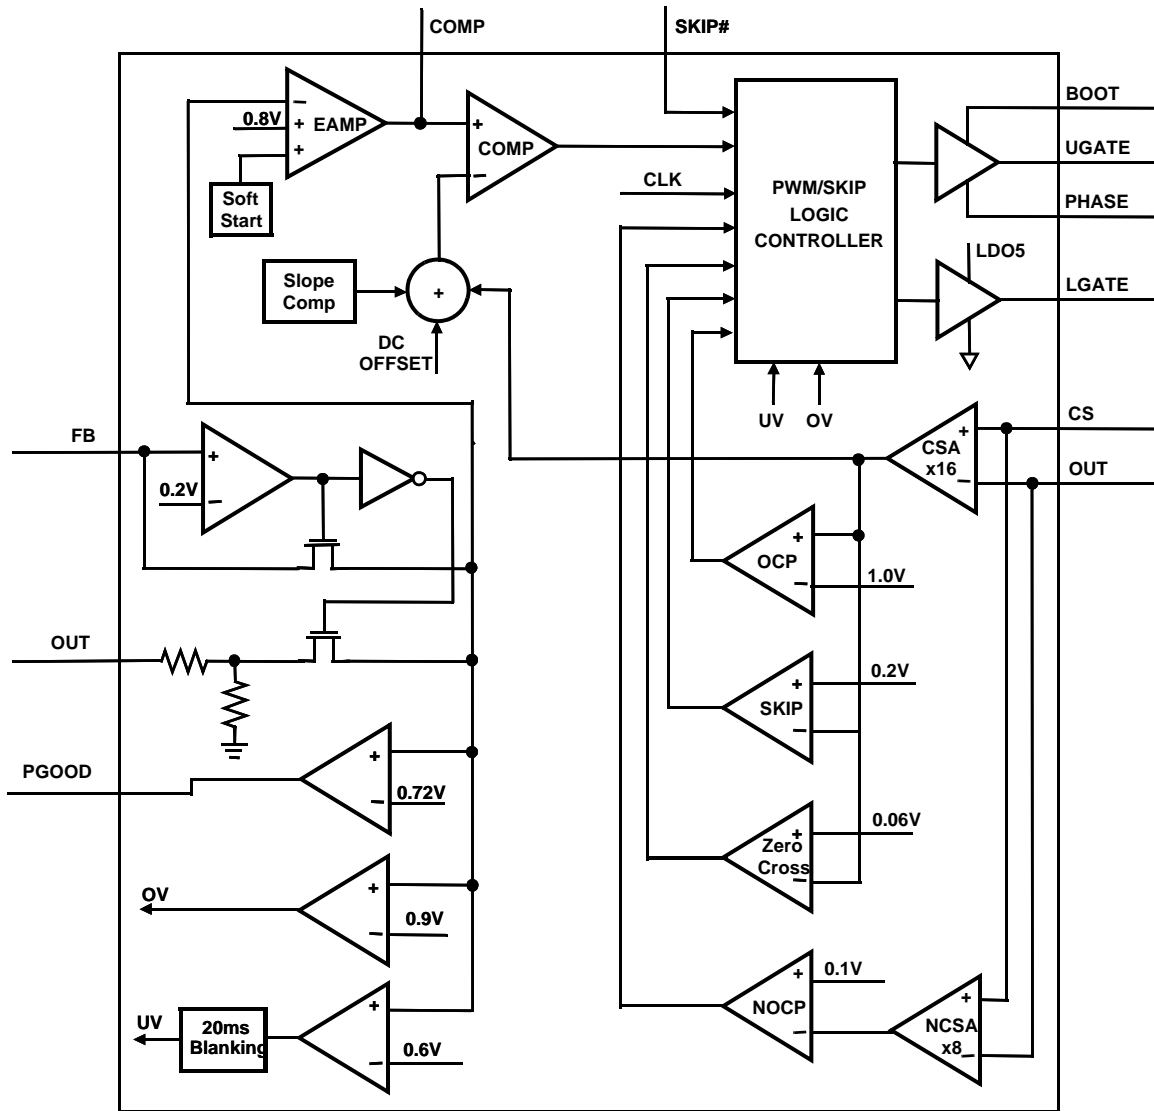 COMP
SKIP#
BOOT
UGATE
PHASE
LDO5
LGATE
−
0.8V
+
EAMP
+
Soft
Start
+
COMP
−
CLK
PWM/SKIP
LOGIC
CONTROLLER
Slope
Comp
+
DC
OFFSET
UV
OV
FB
+
0.2V
−
CS
+
CSA
x16
−
OUT
+
OCP
−
1.0V
OUT
+
0.2V
SKIP
−
PGOOD
+
−
0.72V
+
0.06V
Zero
Cross
−
OV
+
−
0.9V
+
0.1V
NOCP
−
+
NCSA
x8
−
UV
20ms
Blanking
+
−
0.6V